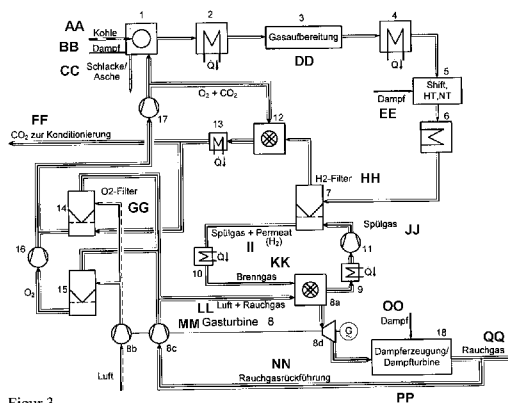 1
2
3
4
AA
Kohle
BB
Dampf
CC
Schlacke/
Asche
Q
Gasaufbereitung
DD
Q
5
Shift,
HT,NT
Dampf
EE
6
O2 + CO2
FF
CO2 zur Konditionierung
17
13
12
Q
H2-Filter
HH
7
O2-Filter
14
GG
Spülgas + Permeat
(H2)
II
Spülgas
JJ
11
16
O2
15
10
Q
Brenngas
KK
8a
Q
9
LL
Luft + Rauchgas
MM
Gasturbine 8
8b
8c
8d
G
Luft
OO
Dampf
18
Dampferzeugung/
Dampfturbine
QQ
Rauchgas
NN
Rauchgasrückführung
PP
Figur 3